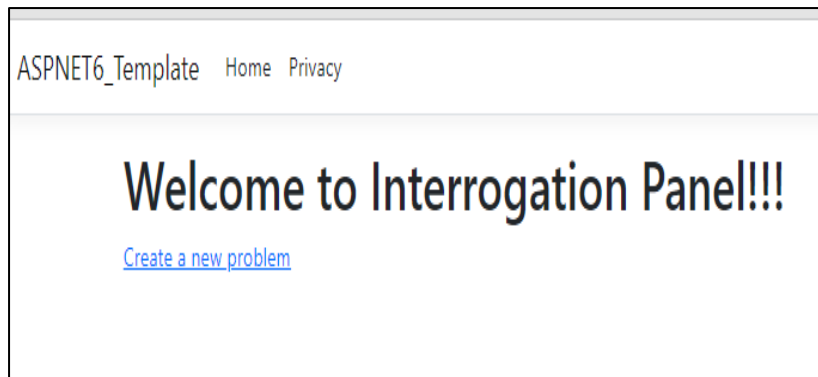 ASPNET6_Template Home Privacy
Welcome to Interrogation Panel!!!
Create a new problem